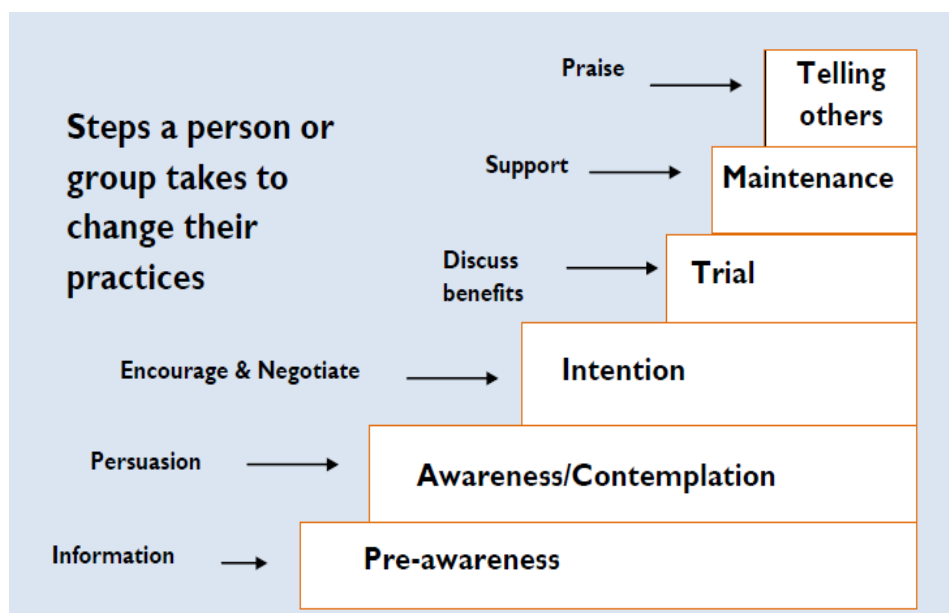 Steps a person or
group takes to
change their
practices
Praise
Telling
others
Support
Maintenance
Discuss
benefits
Trial
Encourage & Negotiate
Intention
Persuasion
Awareness/Contemplation
Information
Pre-awareness